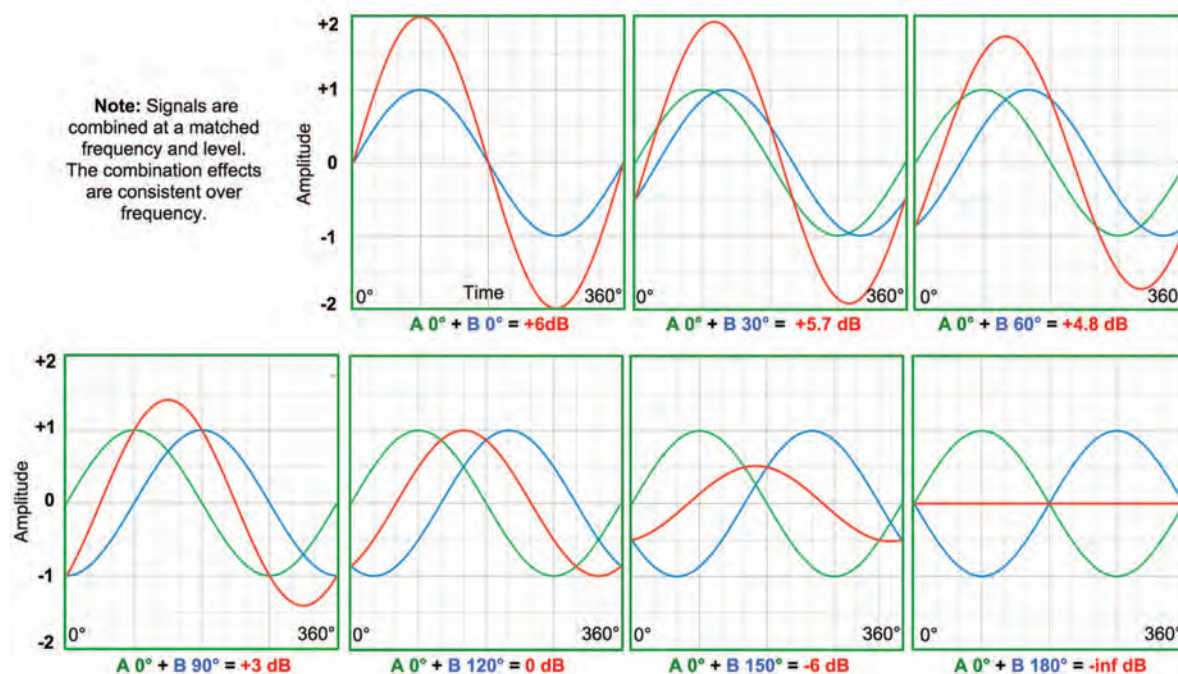 Note: Signals are
combined at a matched
frequency and level.
The combination effects
are consistent over
frequency.
Amplitude
+2
+1
0
-1
-2
0° Time 360°
0° 360°
0° 360°
A 0° + B 0° = +6dB
A 0° + B 30° = +5.7 dB
A 0° + B 60° = +4.8 dB
Amplitude
+2
+1
0
-1
-2
0° 360°
0° 360°
0° 360°
0° 360°
A 0° + B 90° = +3 dB
A 0° + B 120° = 0 dB
A 0° + B 150° = -6 dB
A 0° + B 180° = -inf dB